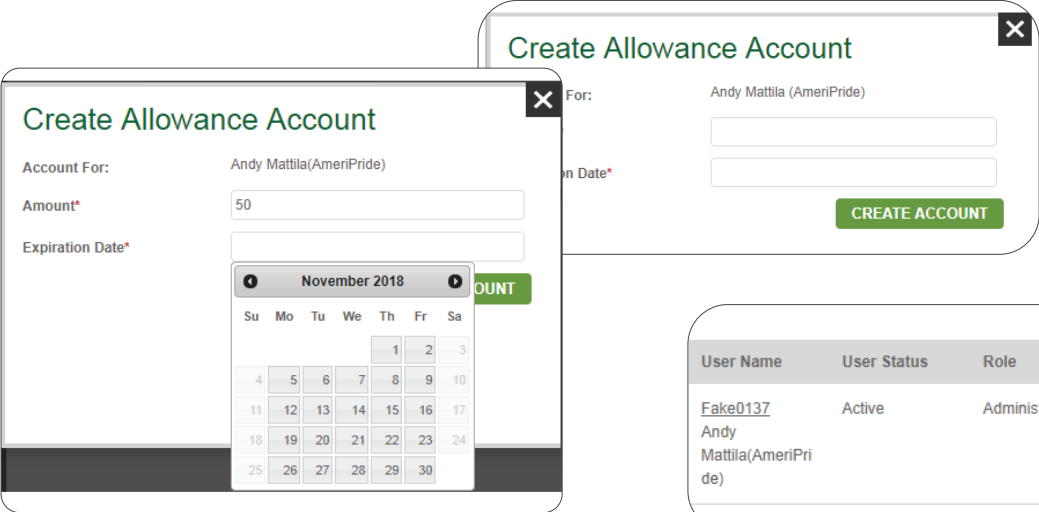 Create Allowance Account
For: Andy Mattila (AmeriPride)
n Date*
CREATE ACCOUNT
Create Allowance Account
Account For: Andy Mattila(AmeriPride)
Amount* 50
Expiration Date*
November 2018
OUNT
Su Mo Tu We Th Fr Sa
1 2 3
4 5 6 7 8 9 10
11 12 13 14 15 16 17
18 19 20 21 22 23 24
25 26 27 28 29 30
User Name User Status Role
Fake0137 Active Adminis
Andy
Mattila(AmeriPri
de)